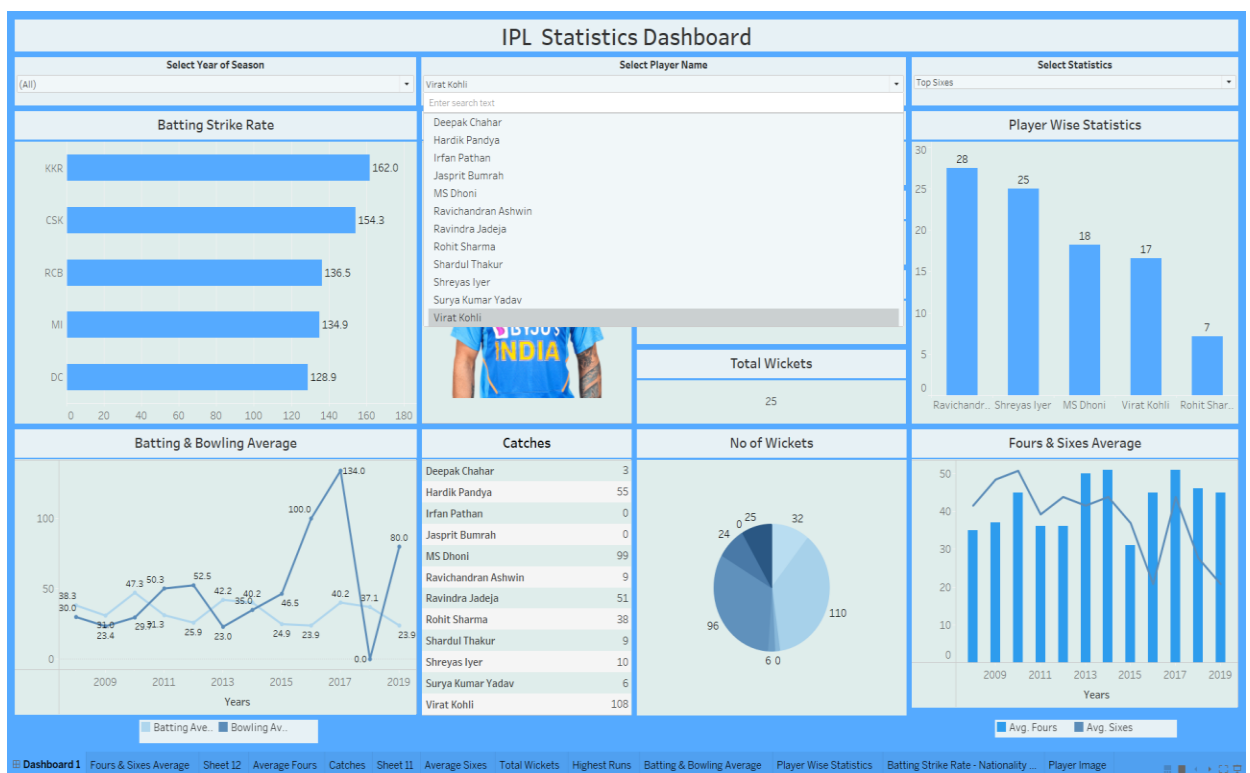 IPL Statistics Dashboard
Select Year of Season
(All)
Select Player Name
Virat Kohli
Enter search text
Deepak Chahar
Hardik Pandya
Irfan Pathan
Jasprit Bumrah
MS Dhoni
Ravichandran Ashwin
Ravindra Jadeja
Rohit Sharma
Shardul Thakur
Shreyas Iyer
Surya Kumar Yadav
Virat Kohli
Select Statistics
Top Sixes
Batting Strike Rate
KKR 162.0
CSK 154.3
RCB 136.5
MI 134.9
DC 128.9
0 20 40 60 80 100 120 140 160 180
BYJU'S
INDIA
Total Wickets
25
Player Wise Statistics
30
25
20
15
10
5
0
28
25
18
17
7
Ravichandr.. Shreyas Iyer MS Dhoni Virat Kohli Rohit Shar..
Batting & Bowling Average
100
50
0
38.3
30.0
31.0
23.4
47.3
29.7
50.3
31.3
52.5
25.9
42.2
23.0
40.2
35.0
46.5
24.9
100.0
23.9
134.0
40.2
37.1
0.0
80.0
23.9
2009 2011 2013 2015 2017 2019
Years
Batting Ave.. Bowling Av..
Catches
Deepak Chahar 3
Hardik Pandya 55
Irfan Pathan 0
Jasprit Bumrah 0
MS Dhoni 99
Ravichandran Ashwin 9
Ravindra Jadeja 51
Rohit Sharma 38
Shardul Thakur 9
Shreyas Iyer 10
Surya Kumar Yadav 6
Virat Kohli 108
No of Wickets
0 25 32
24
110
96
6 0
Fours & Sixes Average
50
40
30
20
10
0
2009 2011 2013 2015 2017 2019
Years
Avg. Fours Avg. Sixes
Dashboard 1 Fours & Sixes Average Sheet 12 Average Fours Catches Sheet 11 Average Sixes Total Wickets Highest Runs Batting & Bowling Average Player Wise Statistics Batting Strike Rate - Nationality ... Player Image